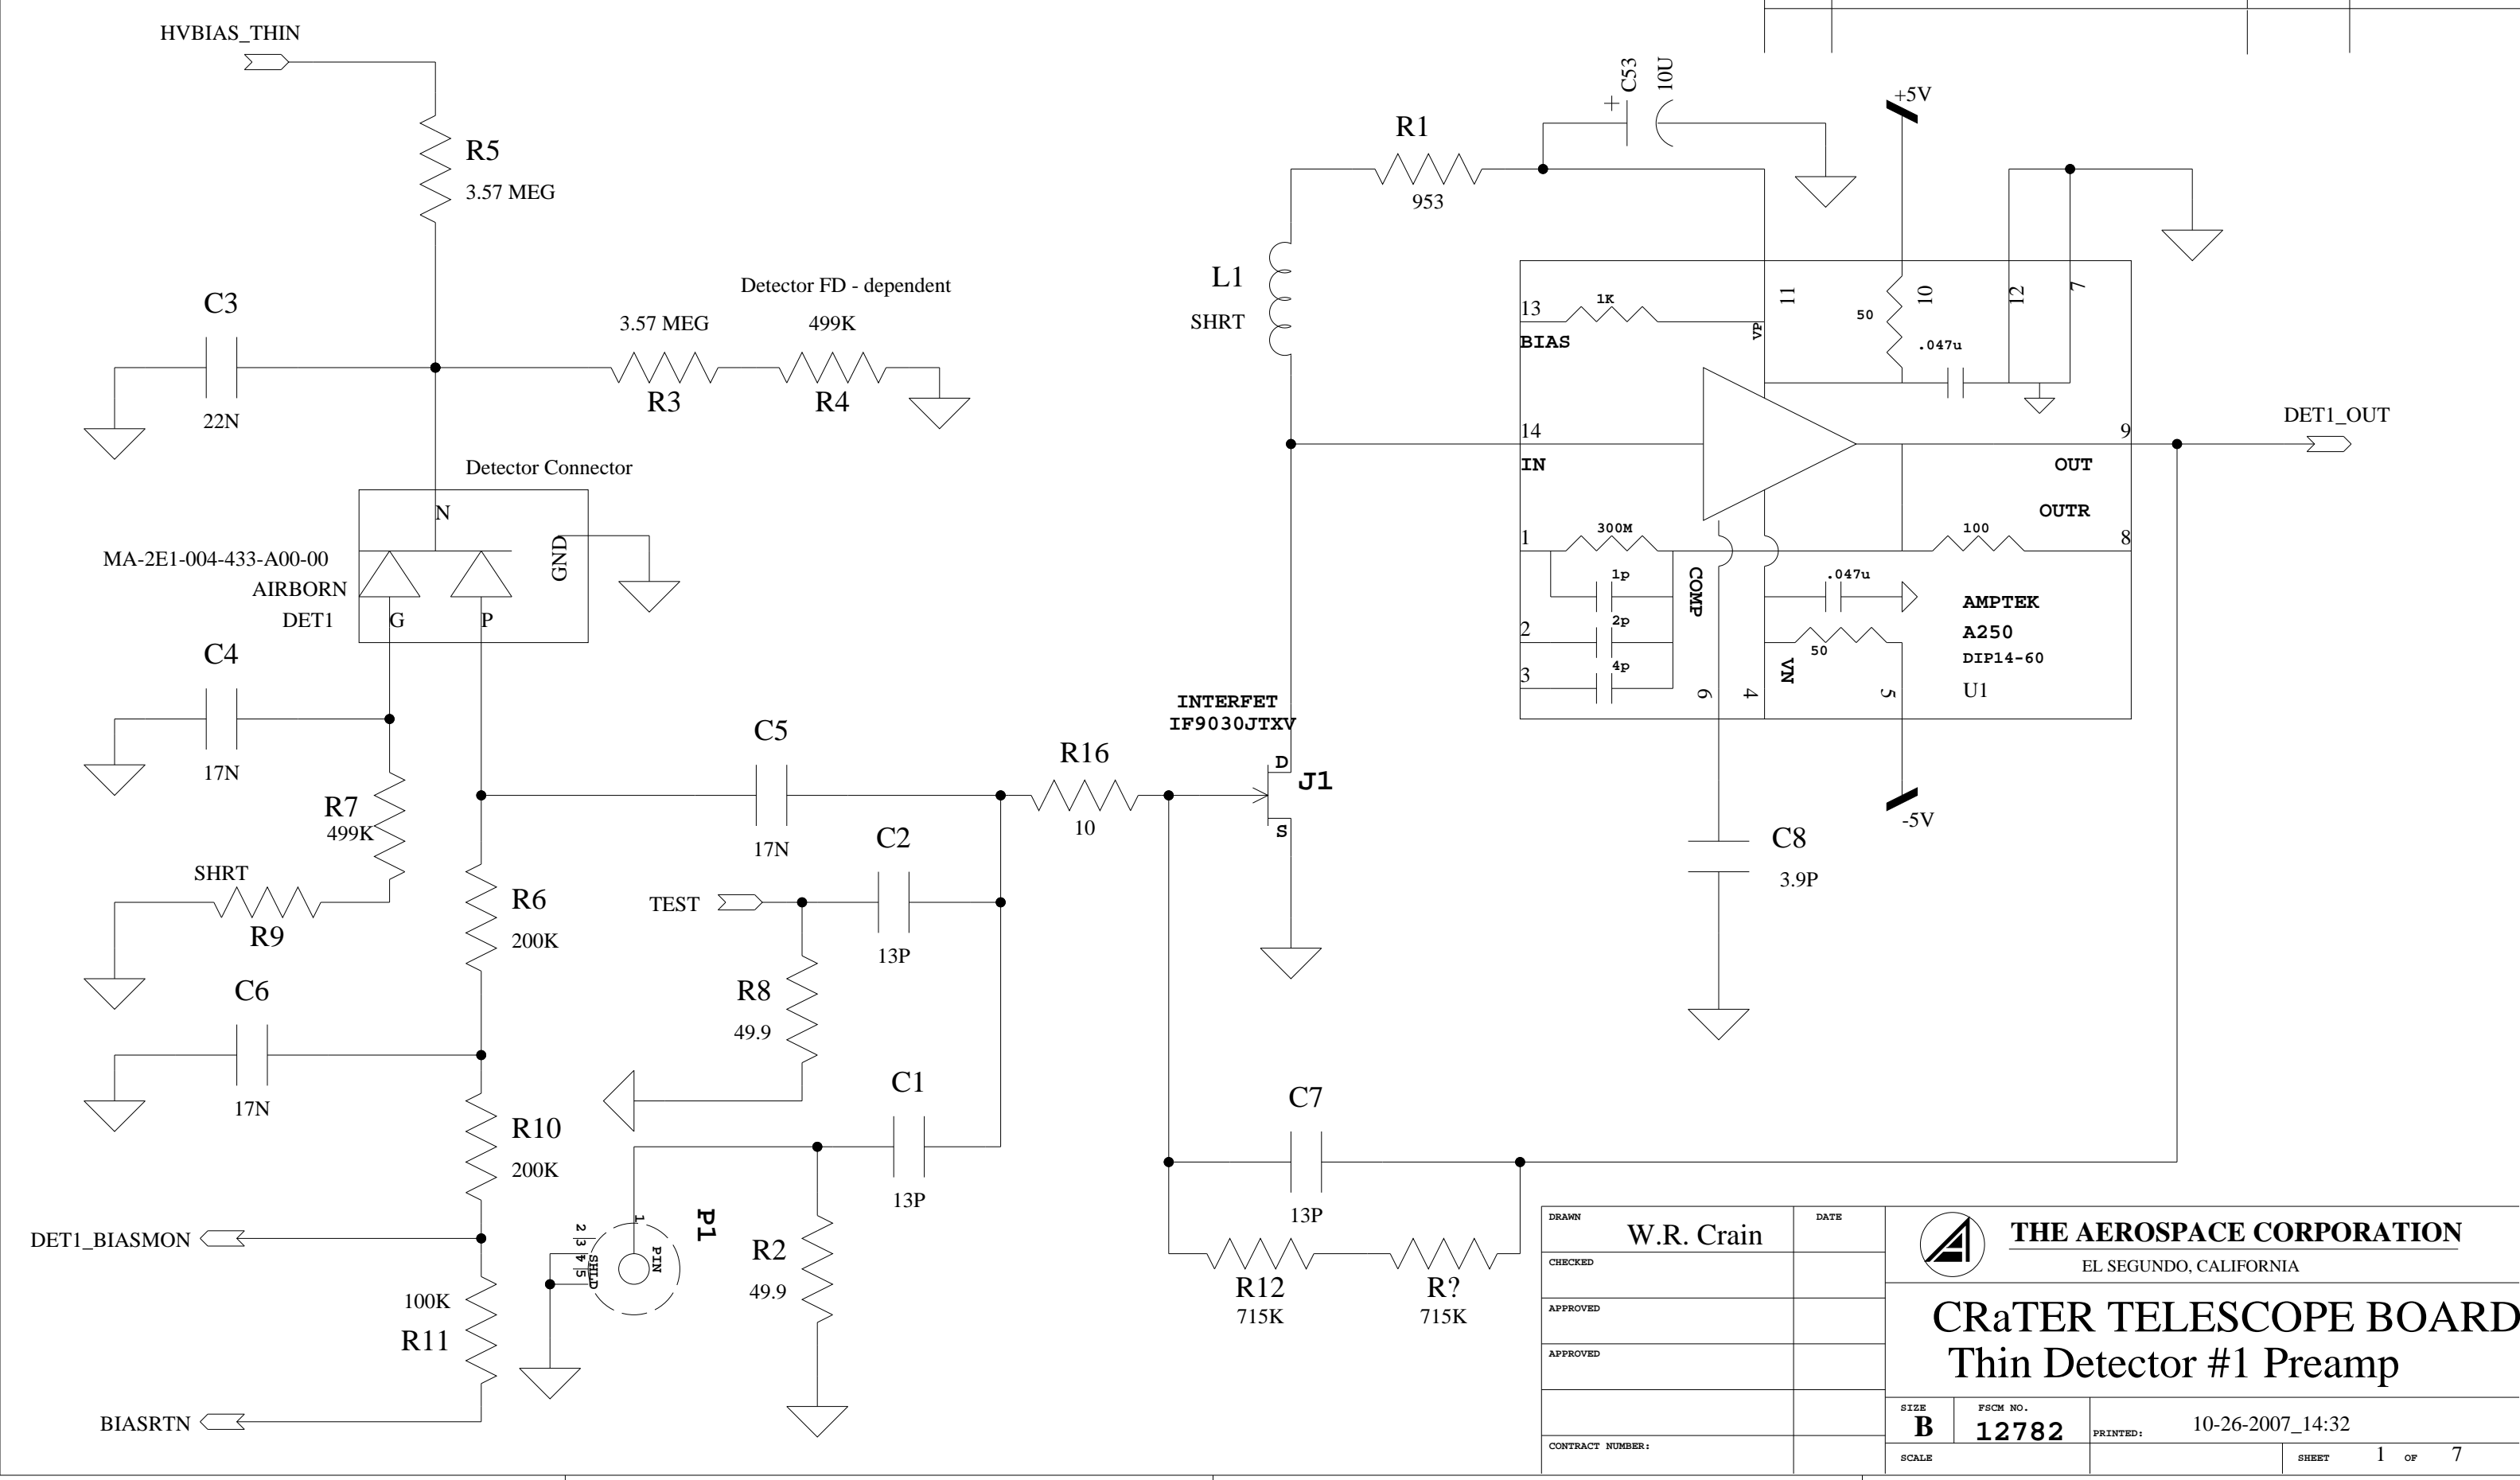 HVBIAS_THIN
R5
3.57 MEG
C3
22N
Detector FD - dependent
3.57 MEG
499K
R3
R4
Detector Connector
N
GND
MA-2E1-004-433-A00-00
AIRBORN
DET1
G
P
C4
17N
R7
499K
SHRT
R9
R6
200K
C6
17N
R10
200K
DET1_BIASMON
100K
R11
BIASRTN
C5
17N
C2
TEST
13P
R8
49.9
C1
13P
P1
1
2
3
4
5
SHLD
PIN
R2
49.9
R16
10
INTERFET
IF9030JTXV
D
J1
S
C7
13P
R12
715K
R?
715K
L1
SHRT
R1
953
+
C53
10U
+5V
13
1K
BIAS
11
VP
50
10
.047u
12
7
14
IN
9
OUT
DET1_OUT
OUTR
1
300M
100
8
1p
COMP
.047u
2
2p
3
4p
50
VN
6
4
5
AMPTEK
A250
DIP14-60
U1
C8
3.9P
-5V
DRAWN
W.R. Crain
DATE
CHECKED
APPROVED
APPROVED
CONTRACT NUMBER:
THE AEROSPACE CORPORATION
EL SEGUNDO, CALIFORNIA
CRaTER TELESCOPE BOARD
Thin Detector #1 Preamp
SIZE
B
FSCM NO.
12782
PRINTED:
10-26-2007_14:32
SCALE
SHEET 1 OF 7